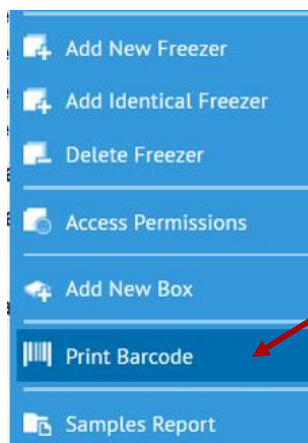 Add New Freezer
Add Identical Freezer
Delete Freezer
Access Permissions
Add New Box
Print Barcode
Samples Report